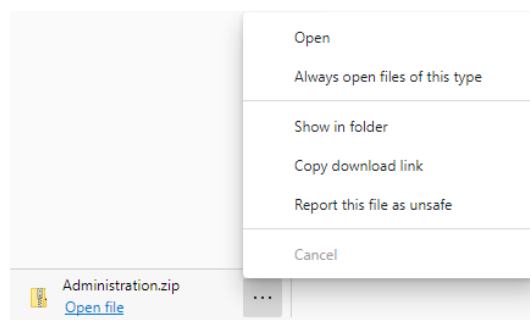 Open
Always open files of this type
Show in folder
Copy download link
Report this file as unsafe
Cancel
Administration.zip
Open file
...